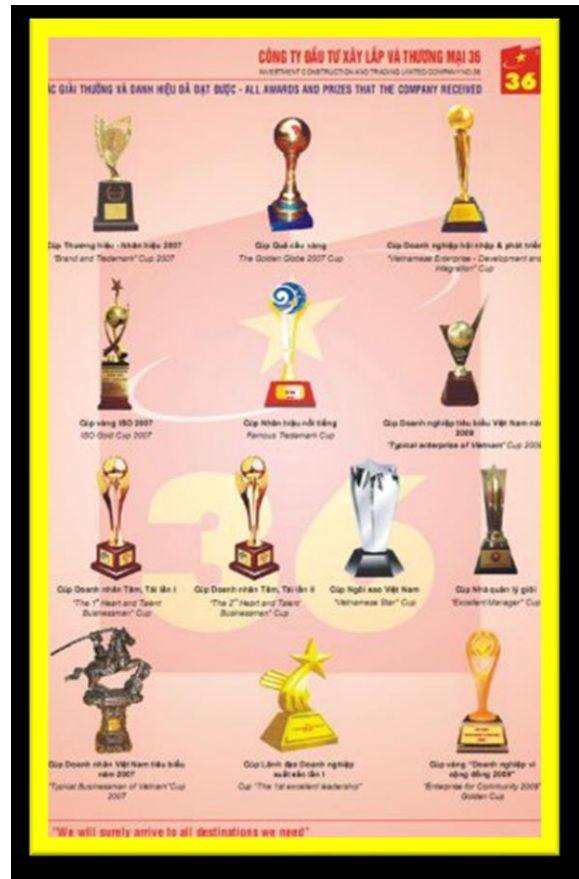 CÔNG TY ĐẦU TƯ XÂY LẮP VÀ THƯƠNG MẠI 36
INVESTMENT CONSTRUCTION AND TRADING LIMITED COMPANY NO.36
36
ÁC GIẢI THƯỞNG VÀ DANH HIỆU ĐÃ ĐẠT ĐƯỢC - ALL AWARDS AND PRIZES THAT THE COMPANY RECEIVED
Cúp Thương hiệu - Nhãn hiệu 2007
"Brand and Trademark" Cup 2007
Cúp Quả cầu vàng
The Golden Globe 2007 Cup
Cúp Doanh nghiệp hội nhập & phát triển
"Vietnamese Enterprise - Development and
Integration" Cup
Cúp vàng ISO 2007
ISO Gold Cup 2007
Cúp Nhãn hiệu nổi tiếng
Famous Trademark Cup
Cúp Doanh nghiệp tiêu biểu Việt Nam năm
2009
"Typical enterprise of Vietnam" Cup 2009
36
Cúp Doanh nhân Tâm, Tài lần I
"The 1st Heart and Talent
Businessman" Cup
Cúp Doanh nhân Tâm, Tài lần II
"The 2nd Heart and Talent
Businessman" Cup
Cúp Ngôi sao Việt Nam
"Vietnamese Star" Cup
Cúp Nhà quản lý giỏi
"Excellent Manager" Cup
Cúp Doanh nhân Việt Nam tiêu biểu
năm 2007
"Typical Businessman of Vietnam" Cup
2007
Cúp Lãnh đạo Doanh nghiệp
xuất sắc lần I
Cup "The 1st excellent leadership"
Cúp vàng "Doanh nghiệp vì
cộng đồng 2009"
"Enterprise for Community 2009"
Golden Cup
"We will surely arrive to all destinations we need"